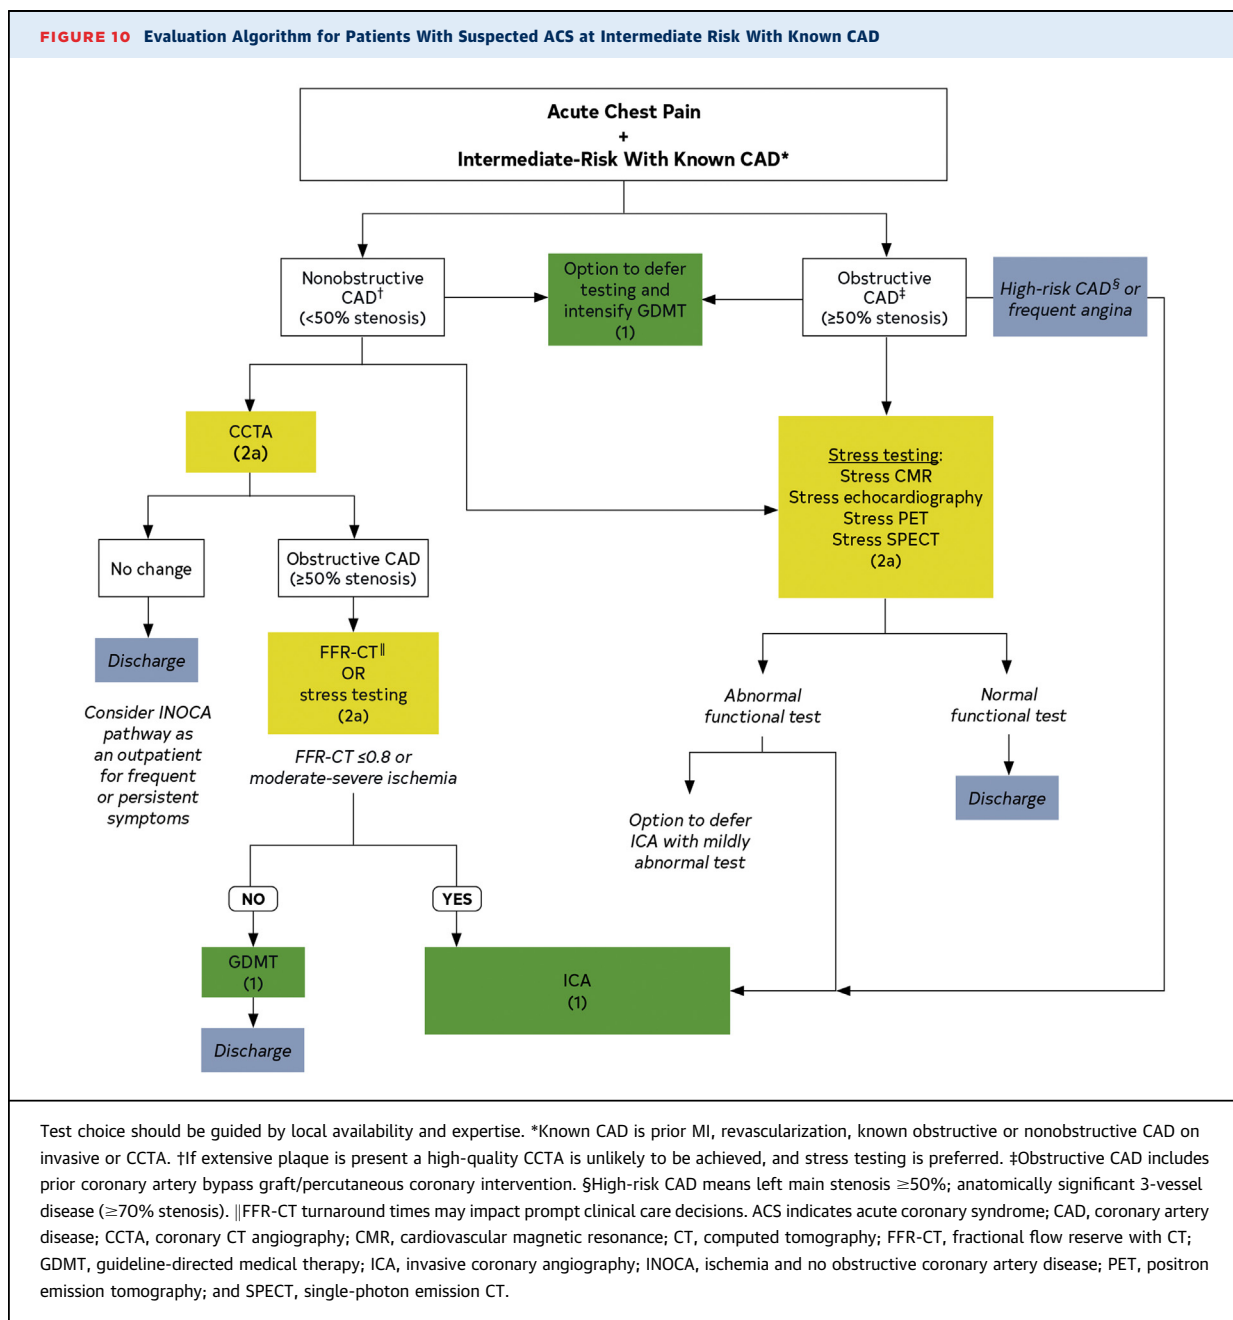 FIGURE 10 Evaluation Algorithm for Patients With Suspected ACS at Intermediate Risk With Known CAD
Acute Chest Pain
+
Intermediate-Risk With Known CAD*
Nonobstructive
CAD†
(<50% stenosis)
Option to defer
testing and
intensify GDMT
(1)
Obstructive
CAD‡
(≥50% stenosis)
High-risk CAD§ or
frequent angina
CCTA
(2a)
Stress testing:
Stress CMR
Stress echocardiography
Stress PET
Stress SPECT
(2a)
No change
Obstructive CAD
(≥50% stenosis)
Discharge
Consider INOCA
pathway as
an outpatient
for frequent
or persistent
symptoms
FFR-CT‖
OR
stress testing
(2a)
FFR-CT ≤0.8 or
moderate-severe ischemia
Abnormal
functional test
Normal
functional test
Option to defer
ICA with mildly
abnormal test
Discharge
NO
YES
GDMT
(1)
ICA
(1)
Discharge
Test choice should be guided by local availability and expertise. *Known CAD is prior MI, revascularization, known obstructive or nonobstructive CAD on
invasive or CCTA. †If extensive plaque is present a high-quality CCTA is unlikely to be achieved, and stress testing is preferred. ‡Obstructive CAD includes
prior coronary artery bypass graft/percutaneous coronary intervention. §High-risk CAD means left main stenosis ≥50%; anatomically significant 3-vessel
disease (≥70% stenosis). ‖FFR-CT turnaround times may impact prompt clinical care decisions. ACS indicates acute coronary syndrome; CAD, coronary artery
disease; CCTA, coronary CT angiography; CMR, cardiovascular magnetic resonance; CT, computed tomography; FFR-CT, fractional flow reserve with CT;
GDMT, guideline-directed medical therapy; ICA, invasive coronary angiography; INOCA, ischemia and no obstructive coronary artery disease; PET, positron
emission tomography; and SPECT, single-photon emission CT.